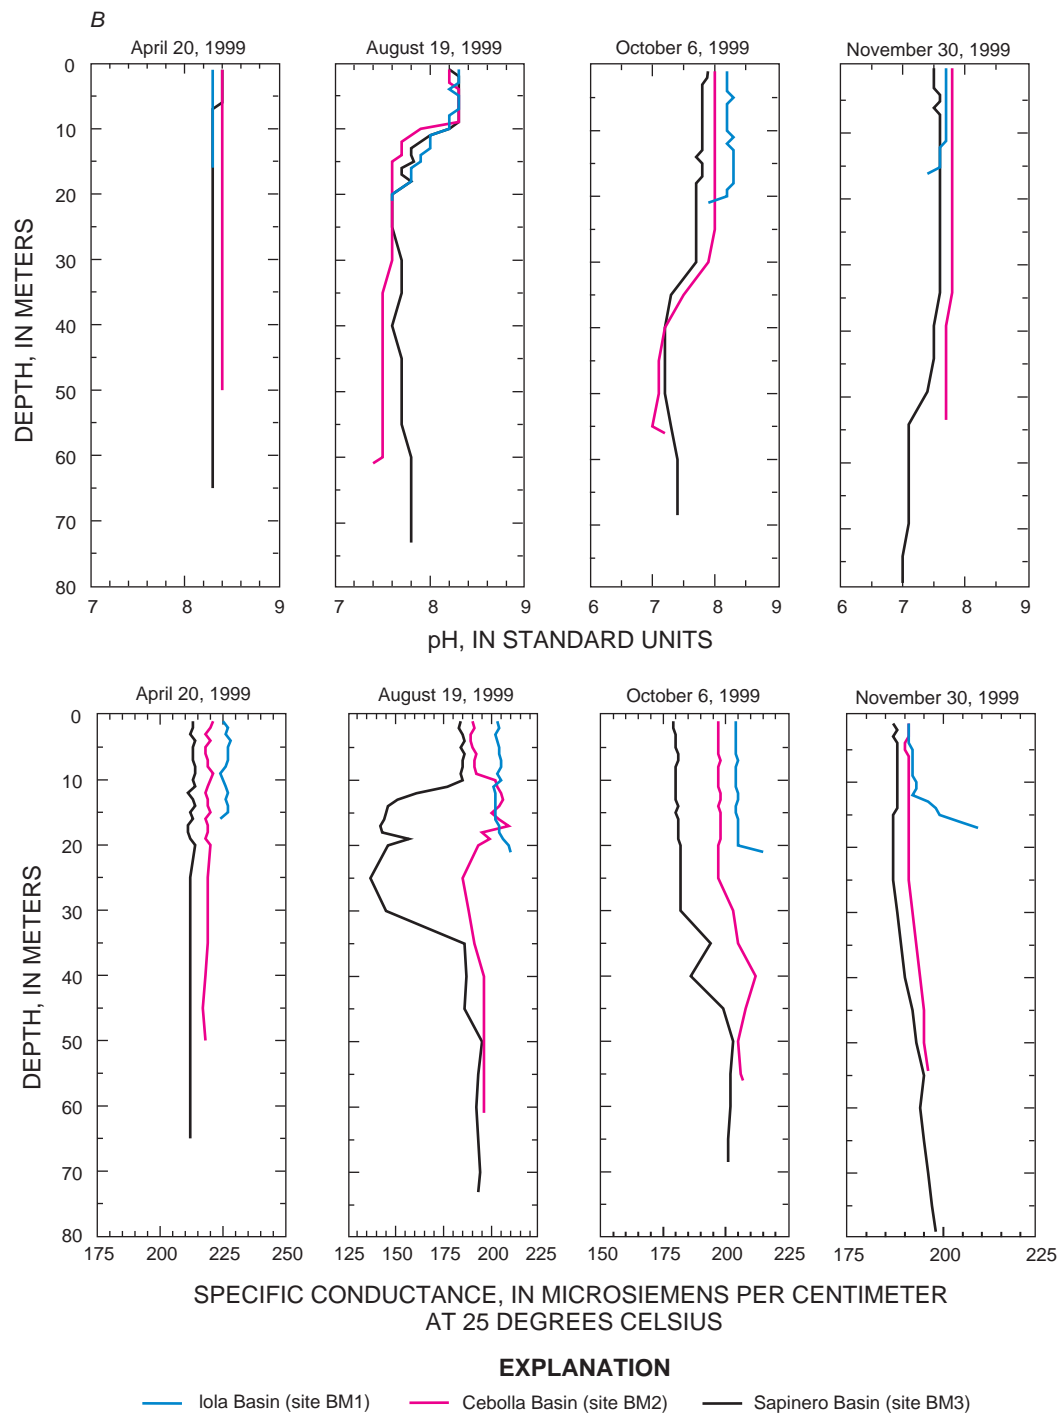 B
April 20, 1999 August 19, 1999 October 6, 1999 November 30, 1999
0
10
20
30
40
50
60
70
80
DEPTH, IN METERS
7 8 9 7 8 9 6 7 8 9 6 7 8 9
pH, IN STANDARD UNITS
April 20, 1999 August 19, 1999 October 6, 1999 November 30, 1999
0
10
20
30
40
50
60
70
80
DEPTH, IN METERS
175 200 225 250 125 150 175 200 225 150 175 200 225 175 200 225
SPECIFIC CONDUCTANCE, IN MICROSIEMENS PER CENTIMETER
AT 25 DEGREES CELSIUS
EXPLANATION
Iola Basin (site BM1) Cebolla Basin (site BM2) Sapinero Basin (site BM3)